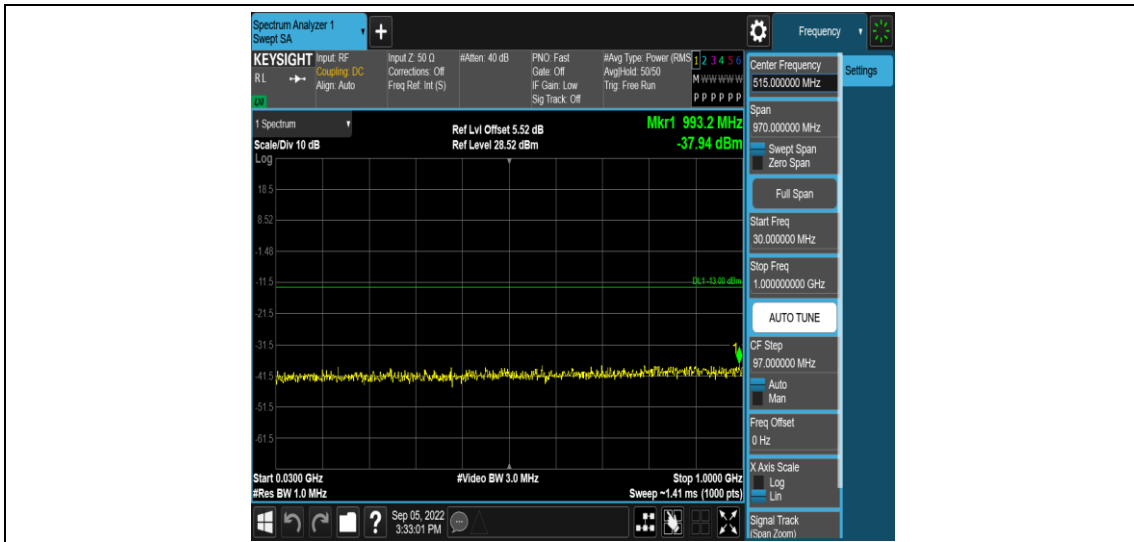 Spectrum Analyzer 1
Swept SA
+
Frequency
KEYSIGHT
RL
LXI
Input: RF
Coupling: DC
Align: Auto
Input Z: 50 Ω
Corrections: Off
Freq Ref: Int (S)
#Atten: 40 dB
PNO: Fast
Gate: Off
IF Gain: Low
Sig Track: Off
#Avg Type: Power (RMS
Avg|Hold: 50/50
Trig: Free Run
1 2 3 4 5 6
M W W W W W
P P P P P P
Center Frequency
515.000000 MHz
Settings
1 Spectrum
Scale/Div 10 dB
Log
Ref Lvl Offset 5.52 dB
Ref Level 28.52 dBm
Mkr1 993.2 MHz
-37.94 dBm
Span
970.000000 MHz
Swept Span
Zero Span
Full Span
Start Freq
30.000000 MHz
Stop Freq
1.000000000 GHz
AUTO TUNE
CF Step
97.000000 MHz
Auto
Man
Freq Offset
0 Hz
X Axis Scale
Log
Lin
Signal Track
(Span Zoom)
18.5
8.52
-1.48
-11.5
DL1 -13.00 dBm
-21.5
-31.5
1
-41.5
-51.5
-61.5
Start 0.0300 GHz
#Res BW 1.0 MHz
#Video BW 3.0 MHz
Stop 1.0000 GHz
Sweep ~1.41 ms (1000 pts)
?
Sep 05, 2022
3:33:01 PM